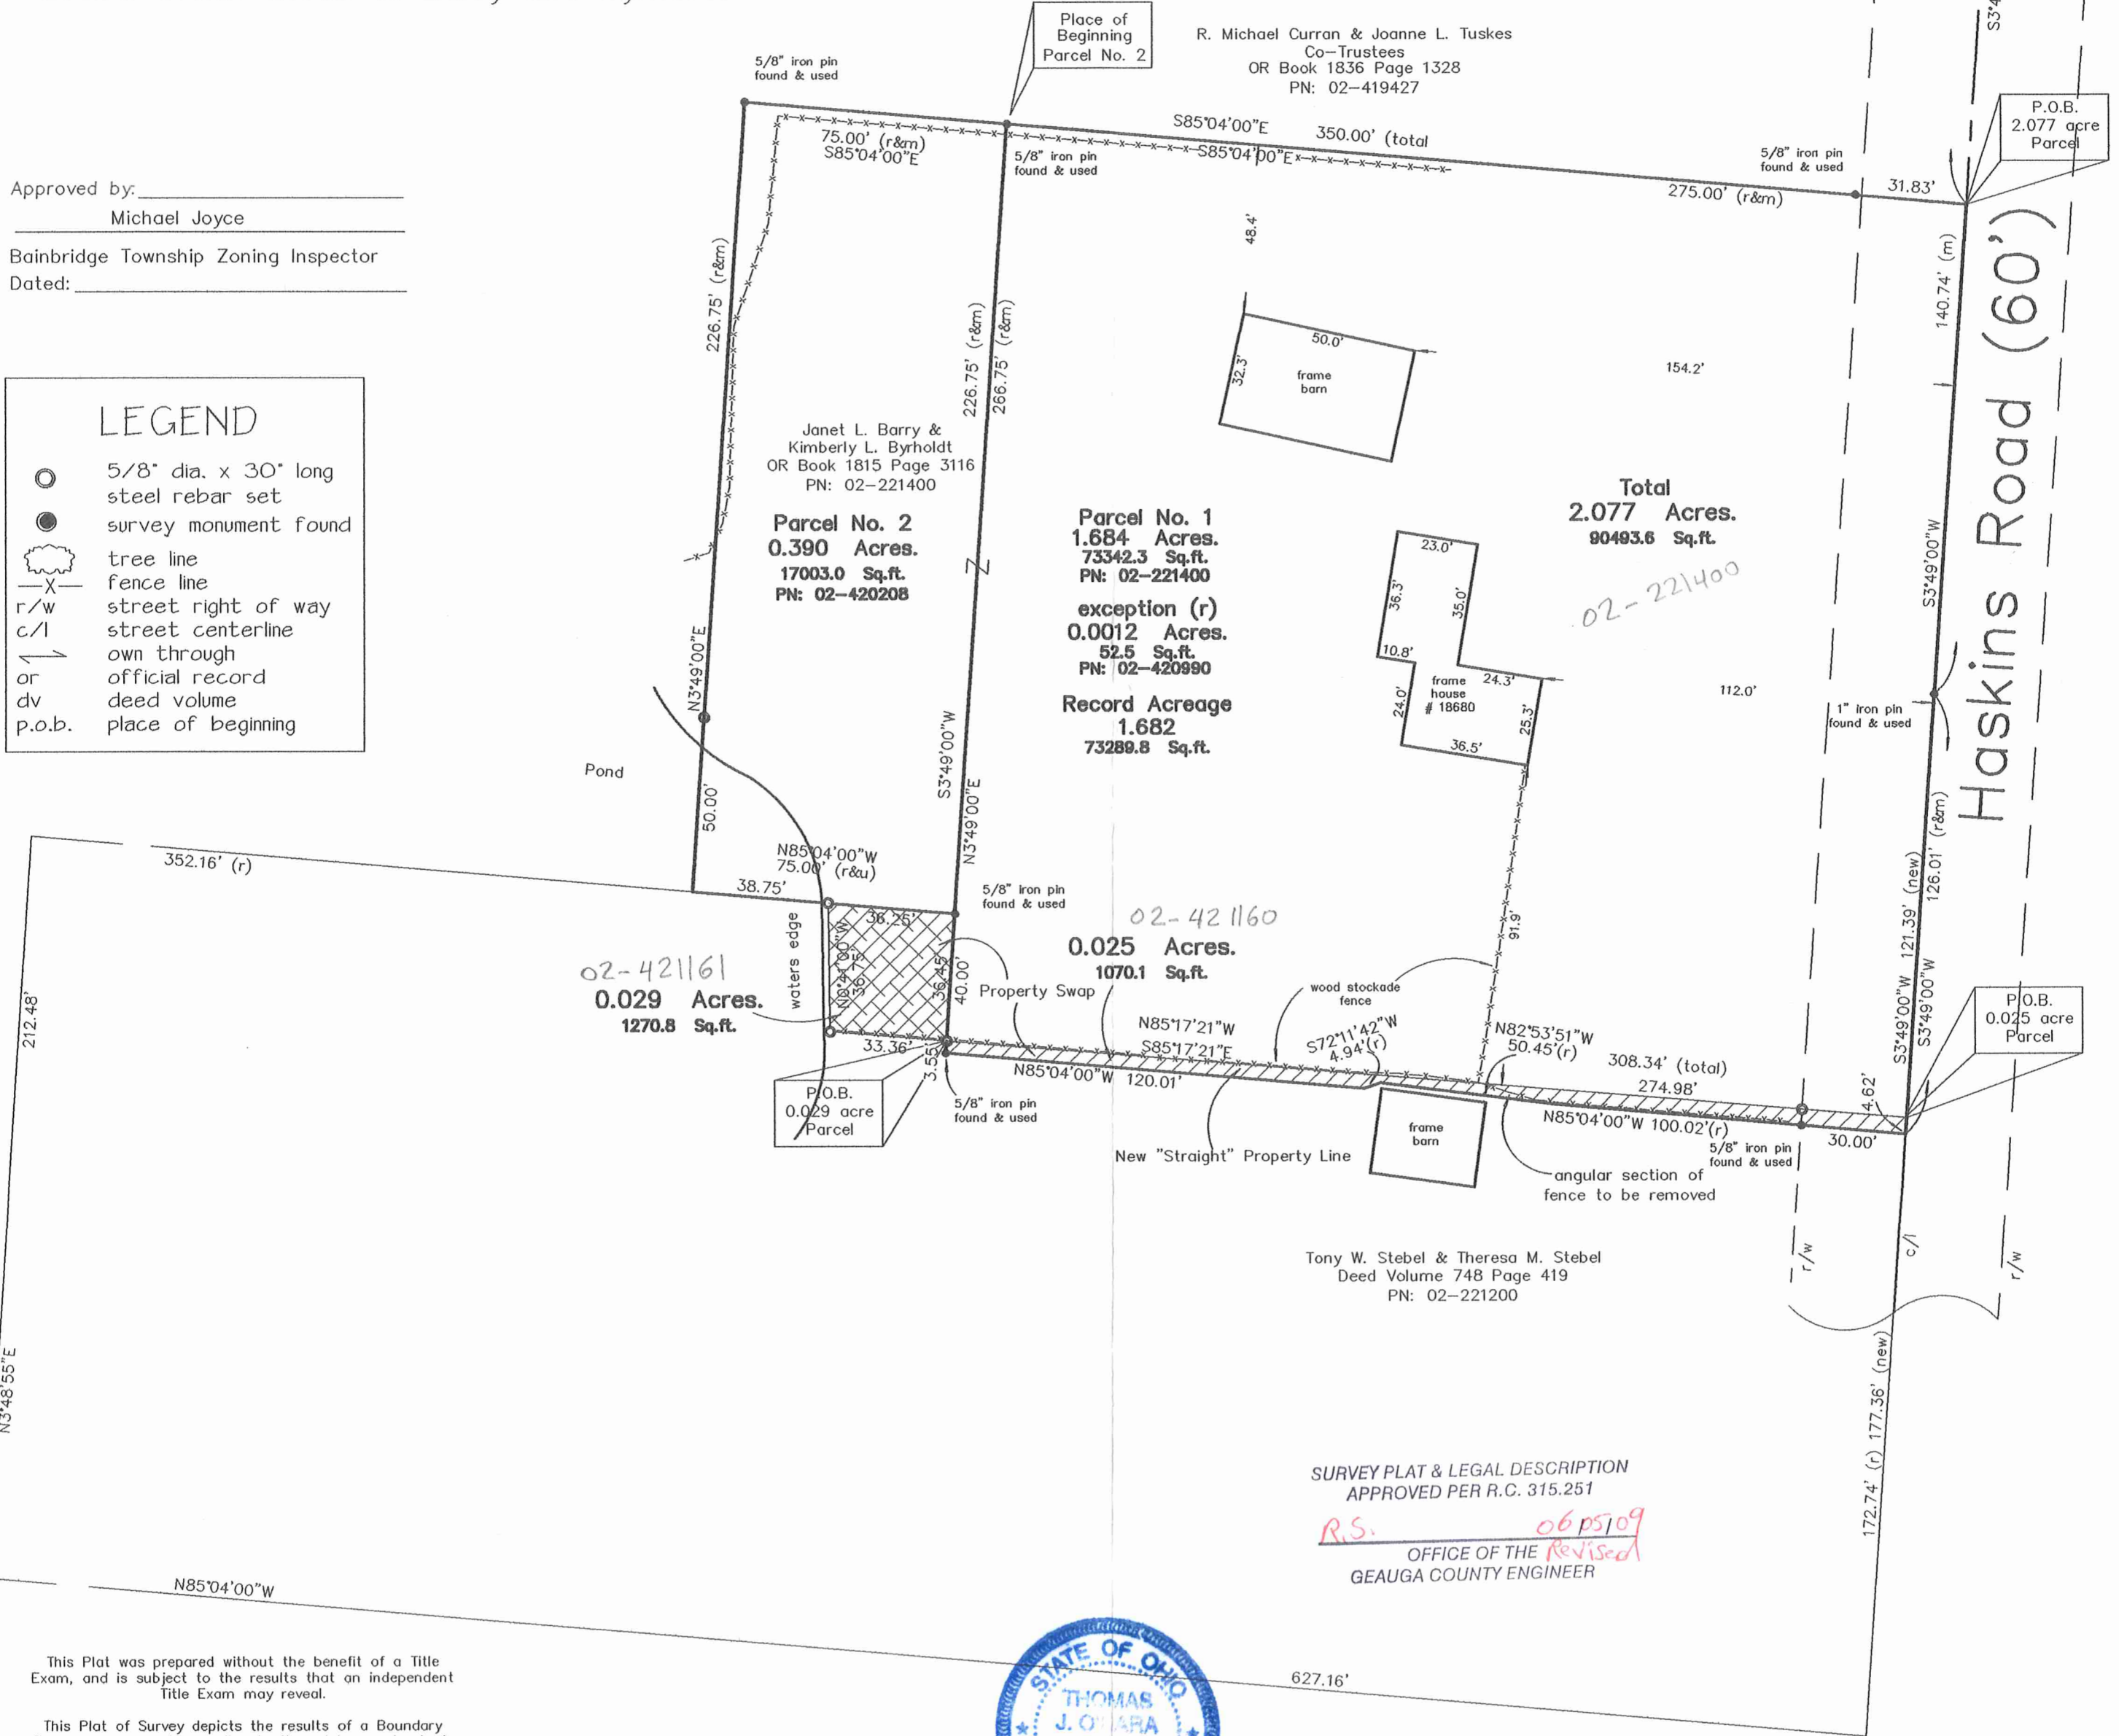 Place of
Beginning
Parcel No. 2
R. Michael Curran & Joanne L. Tuskes
Co-Trustees
OR Book 1836 Page 1328
PN: 02-419427
5/8" iron pin
found & used
P.O.B.
2.077 acre
Parcel
S85°04'00"E 350.00' (total
75.00' (r&m)
S85°04'00"E
S85°04'00"E
5/8" iron pin
found & used
5/8" iron pin
found & used
275.00' (r&m)
31.83'
Approved by:
Michael Joyce
Bainbridge Township Zoning Inspector
Dated:
LEGEND
5/8" dia. x 30" long
steel rebar set
survey monument found
tree line
—X— fence line
r/w street right of way
c/l street centerline
own through
or official record
dv deed volume
p.o.b. place of beginning
226.75' (r&m)
226.75' (r&m)
266.75' (r&m)
48.4'
50.0'
32.3'
frame
barn
154.2'
140.74' (m)
Haskins Road (60')
Janet L. Barry &
Kimberly L. Byrholdt
OR Book 1815 Page 3116
PN: 02-221400
Parcel No. 2
0.390 Acres.
17003.0 Sq.ft.
PN: 02-420208
Parcel No. 1
1.684 Acres.
73342.3 Sq.ft.
PN: 02-221400
exception (r)
0.0012 Acres.
52.5 Sq.ft.
PN: 02-420990
Record Acreage
1.682
73289.8 Sq.ft.
Total
2.077 Acres.
90493.6 Sq.ft.
02-221400
23.0'
36.3'
35.0'
10.8'
24.3'
frame
house
# 18680
24.0'
25.3'
36.5'
112.0'
S3°49'00"W
1" iron pin
found & used
N3°49'00"E
50.00'
S3°49'00"W
N3°49'00"E
Pond
352.16' (r)
N85°04'00"W
75.00' (r&u)
38.75'
36.25'
5/8" iron pin
found & used
waters edge
N0°41'00"W
36.75'
36.45'
40.00'
02-421161
0.029 Acres.
1270.8 Sq.ft.
02-421160
0.025 Acres.
1070.1 Sq.ft.
Property Swap
wood stockade
fence
91.9'
126.01' (r&m)
S3°49'00"W 121.39' (new)
S3°49'00"W
P.O.B.
0.025 acre
Parcel
212.48'
33.36'
3.55'
N85°17'21"W
S85°17'21"E
S72°11'42"W
4.94'(r)
N82°53'51"W
50.45'(r)
308.34' (total)
274.98'
4.62'
N85°04'00"W 120.01'
N85°04'00"W 100.02'(r)
30.00'
P.O.B.
0.029 acre
Parcel
5/8" iron pin
found & used
frame
barn
5/8" iron pin
found & used
New "Straight" Property Line
angular section of
fence to be removed
Tony W. Stebel & Theresa M. Stebel
Deed Volume 748 Page 419
PN: 02-221200
r/w
c/l
r/w
N3°48'55"E
172.74' (r) 177.36' (new)
SURVEY PLAT & LEGAL DESCRIPTION
APPROVED PER R.C. 315.251
R.S. 06/05/09
OFFICE OF THE Revised
GEAUGA COUNTY ENGINEER
N85°04'00"W
627.16'
This Plat was prepared without the benefit of a Title
Exam, and is subject to the results that an independent
Title Exam may reveal.
This Plat of Survey depicts the results of a Boundary
STATE OF OHIO
THOMAS